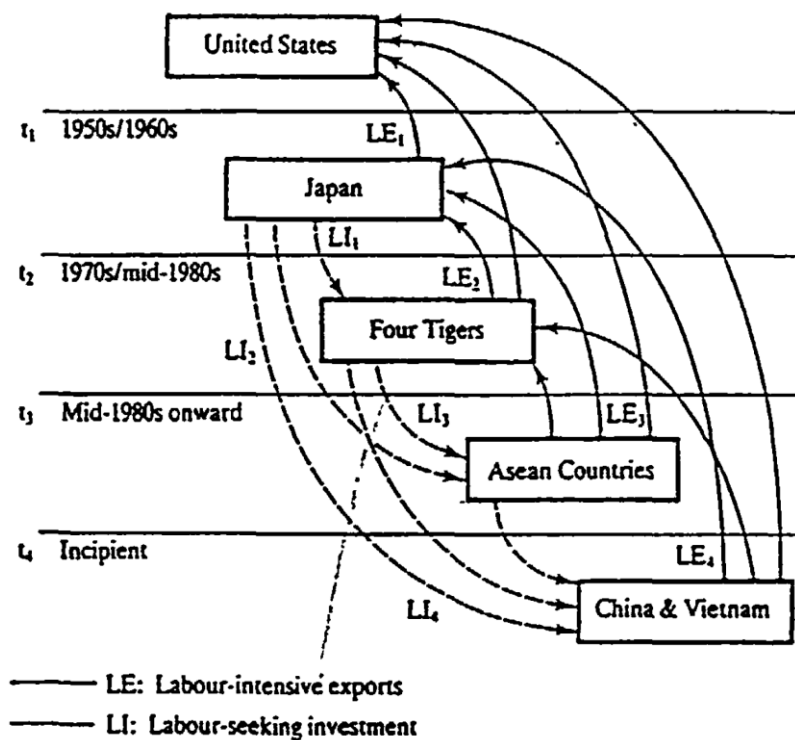 United States
t₁ 1950s/1960s
LE₁
Japan
LI₁
t₂ 1970s/mid-1980s
LE₂
Four Tigers
LI₂
t₃ Mid-1980s onward
LI₃
LE₃
Asean Countries
t₄ Incipient
LE₄
LI₄
China & Vietnam
LE: Labour-intensive exports
LI: Labour-seeking investment